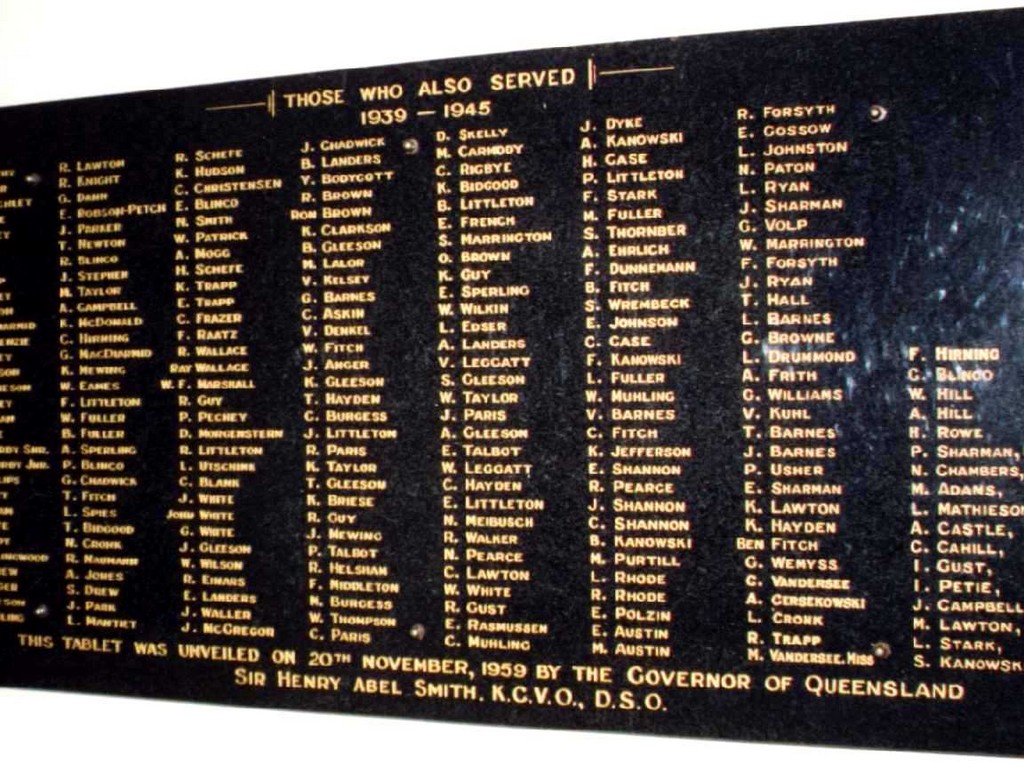 THOSE WHO ALSO SERVED
1939 — 1945
R. LAWTON
R. KNIGHT
G. DANN
E. ROBSON-PETCH
J. PARKER
T. NEWTON
R. BLINCO
J. STEPHEN
M. TAYLOR
A. CAMPBELL
K. MCDONALD
C. HIRNING
G. MACDIARMID
K. MEWING
W. EAMES
F. LITTLETON
W. FULLER
B. FULLER
A. SPERLING
P. BLINCO
G. CHADWICK
T. FITCH
L. SPIES
T. BIDGOOD
N. CRONK
R. NAUMANN
A. JONES
S. DREW
J. PARK
L. MANTHEY
R. SCHEFE
K. HUDSON
C. CHRISTENSEN
E. BLINCO
N. SMITH
W. PATRICK
A. MOGG
H. SCHEFE
K. TRAPP
E. TRAPP
C. FRAZER
F. RAATZ
R. WALLACE
RAY WALLACE
W. F. MARSHALL
R. GUY
P. PECHEY
D. MORGENSTERN
R. LITTLETON
L. UTSCHINK
C. BLANK
J. WHITE
JOHN WHITE
G. WHITE
J. GLEESON
W. WILSON
R. EINARS
E. LANDERS
J. WALLER
J. MCGREGOR
J. CHADWICK
B. LANDERS
Y. BODYCOTT
R. BROWN
RON BROWN
K. CLARKSON
B. GLEESON
M. LALOR
V. KELSEY
G. BARNES
C. ASKIN
V. DENKEL
W. FITCH
J. ANGER
K. GLEESON
T. HAYDEN
C. BURGESS
J. LITTLETON
R. PARIS
K. TAYLOR
T. GLEESON
K. BRIESE
R. GUY
J. MEWING
P. TALBOT
R. HELSHAM
F. MIDDLETON
N. BURGESS
W. THOMPSON
C. PARIS
D. SKELLY
M. CARMODY
C. RIGBYE
K. BIDGOOD
B. LITTLETON
E. FRENCH
S. MARRINGTON
O. BROWN
K. GUY
E. SPERLING
W. WILKIN
L. EDSER
A. LANDERS
V. LEGGATT
S. GLEESON
W. TAYLOR
J. PARIS
A. GLEESON
E. TALBOT
W. LEGGATT
C. HAYDEN
E. LITTLETON
N. MEIBUSCH
R. WALKER
N. PEARCE
C. LAWTON
W. WHITE
R. GUST
E. RASMUSSEN
C. MUHLING
J. DYKE
A. KANOWSKI
H. CASE
P. LITTLETON
F. STARK
M. FULLER
S. THORNBER
A. EHRLICH
F. DUNNEMANN
B. FITCH
S. WREMBECK
E. JOHNSON
C. CASE
F. KANOWSKI
L. FULLER
W. MUHLING
V. BARNES
C. FITCH
K. JEFFERSON
E. SHANNON
R. PEARCE
J. SHANNON
C. SHANNON
B. KANOWSKI
M. PURTILL
L. RHODE
R. RHODE
E. POLZIN
E. AUSTIN
M. AUSTIN
R. FORSYTH
E. GOSSOW
L. JOHNSTON
N. PATON
L. RYAN
J. SHARMAN
G. VOLP
W. MARRINGTON
F. FORSYTH
J. RYAN
T. HALL
L. BARNES
G. BROWNE
L. DRUMMOND
A. FRITH
G. WILLIAMS
V. KUHL
T. BARNES
J. BARNES
P. USHER
E. SHARMAN
K. LAWTON
K. HAYDEN
BEN FITCH
G. WEMYSS
C. VANDERSEE
A. CERSEKOWSKI
L. CRONK
R. TRAPP
M. VANDERSEE. MISS
F. HIRNING
C. BLINCO
W. HILL
A. HILL
H. ROWE
P. SHARMAN,
N. CHAMBERS,
M. ADAMS,
L. MATHIESON
A. CASTLE,
C. CAHILL,
I. GUST,
I. PETIE,
J. CAMPBELL
M. LAWTON,
L. STARK,
S. KANOWSK
THIS TABLET WAS UNVEILED ON 20TH NOVEMBER, 1959 BY THE GOVERNOR OF QUEENSLAND
SIR HENRY ABEL SMITH. K.C.V.O., D.S.O.